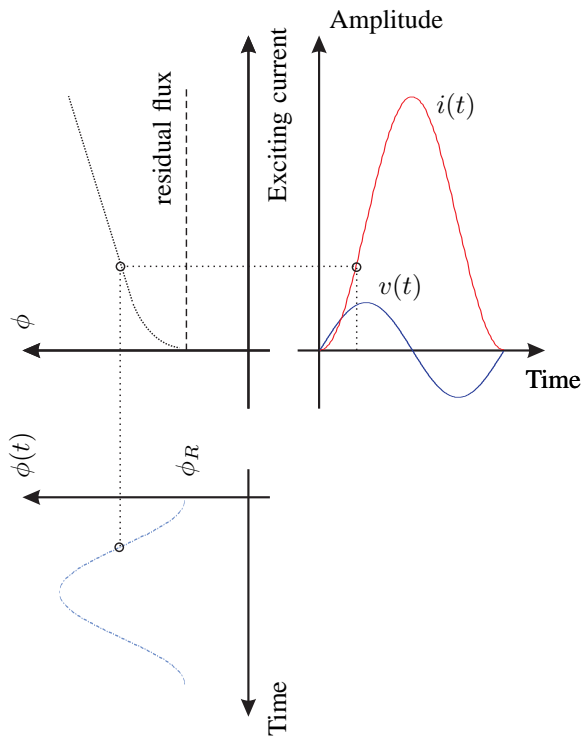 Amplitude
residual flux
Exciting current
i(t)
v(t)
ϕ
Time
ϕ(t)
ϕ_R
Time